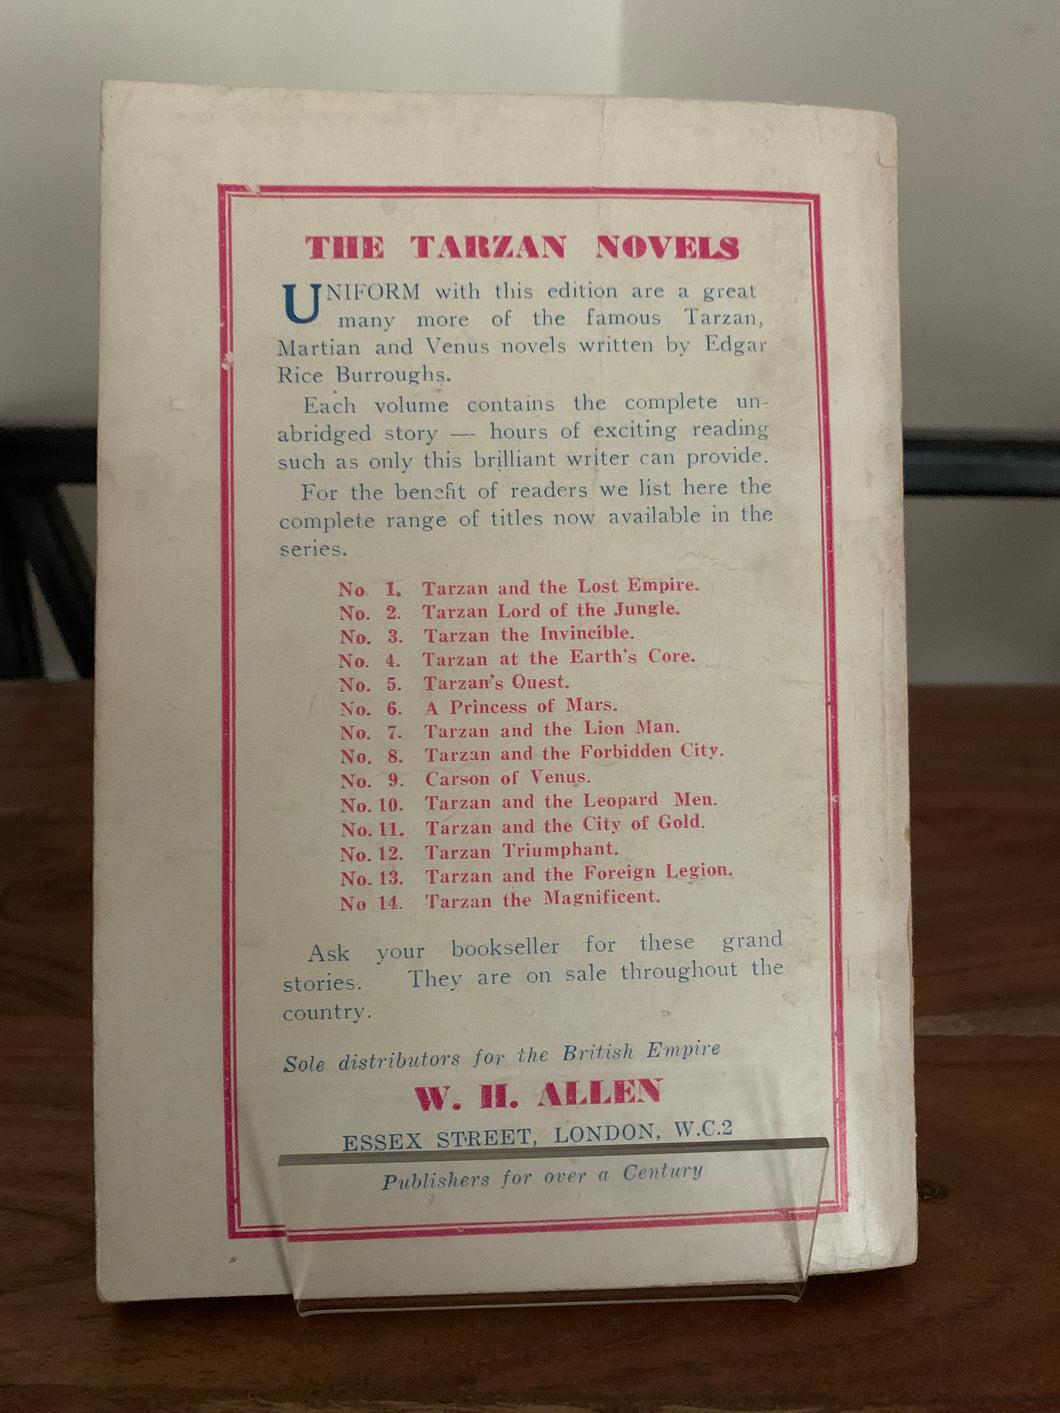 THE TARZAN NOVELS
UNIFORM with this edition are a great
many more of the famous Tarzan,
Martian and Venus novels written by Edgar
Rice Burroughs.
Each volume contains the complete un-
abridged story — hours of exciting reading
such as only this brilliant writer can provide.
For the benefit of readers we list here the
complete range of titles now available in the
series.
No. 1. Tarzan and the Lost Empire.
No. 2. Tarzan Lord of the Jungle.
No. 3. Tarzan the Invincible.
No. 4. Tarzan at the Earth's Core.
No. 5. Tarzan's Quest.
No. 6. A Princess of Mars.
No. 7. Tarzan and the Lion Man.
No. 8. Tarzan and the Forbidden City.
No. 9. Carson of Venus.
No. 10. Tarzan and the Leopard Men.
No. 11. Tarzan and the City of Gold.
No. 12. Tarzan Triumphant.
No. 13. Tarzan and the Foreign Legion.
No 14. Tarzan the Magnificent.
Ask your bookseller for these grand
stories. They are on sale throughout the
country.
Sole distributors for the British Empire
W. H. ALLEN
ESSEX STREET, LONDON, W.C.2
Publishers for over a Century